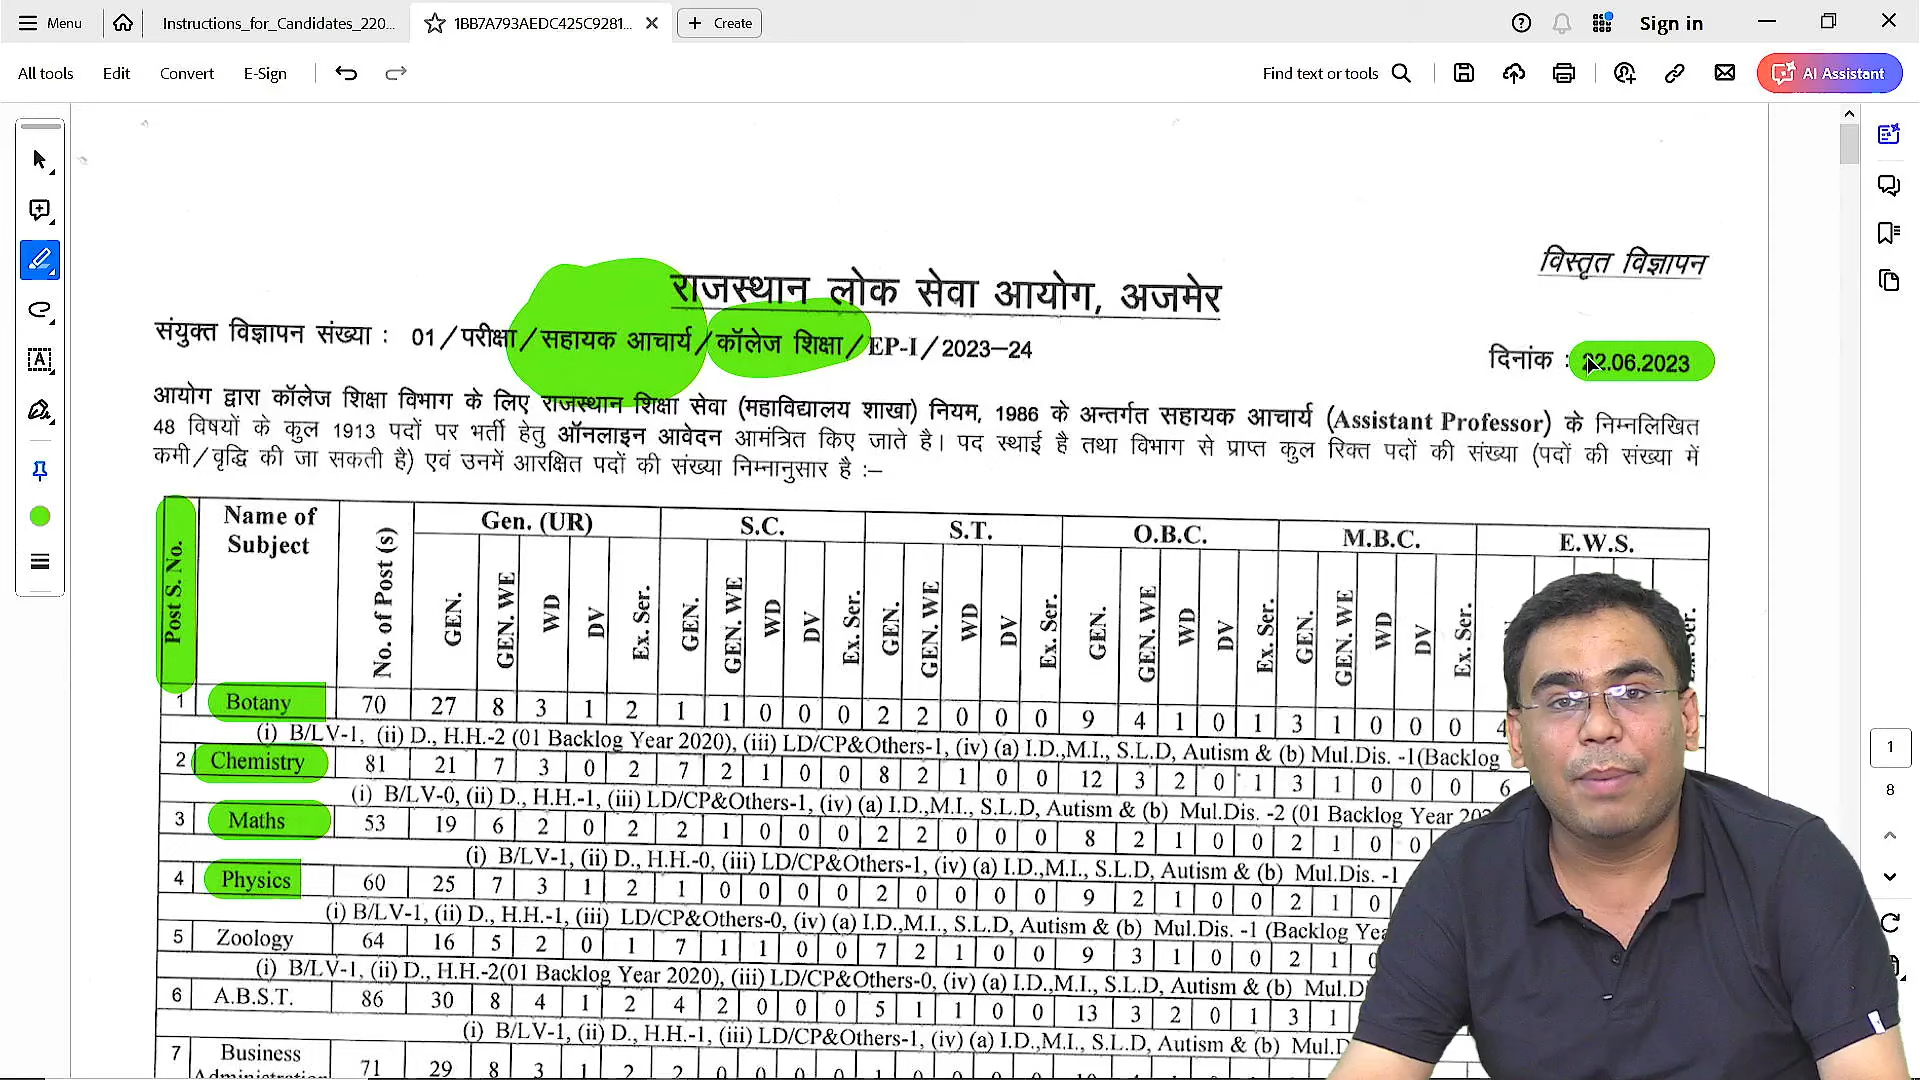 Menu
Instructions_for_Candidates_220...
1BB7A793AEDC425C9281...
Create
Sign in
All tools
Edit
Convert
E-Sign
Find text or tools
AI Assistant
विस्तृत विज्ञापन
राजस्थान लोक सेवा आयोग, अजमेर
संयुक्त विज्ञापन संख्या : 01/परीक्षा/सहायक आचार्य/कॉलेज शिक्षा/EP-I/2023-24
दिनांक : 22.06.2023
आयोग द्वारा कॉलेज शिक्षा विभाग के लिए राजस्थान शिक्षा सेवा (महाविद्यालय शाखा) नियम, 1986 के अन्तर्गत सहायक आचार्य (Assistant Professor) के निम्नलिखित
48 विषयों के कुल 1913 पदों पर भर्ती हेतु ऑनलाइन आवेदन आमंत्रित किए जाते है। पद स्थाई है तथा विभाग से प्राप्त कुल रिक्त पदों की संख्या (पदों की संख्या में
कमी/वृद्धि की जा सकती है) एवं उनमें आरक्षित पदों की संख्या निम्नानुसार है :–
Post S. No. Name of Subject No. of Post (s) Gen. (UR) S.C. S.T. O.B.C. M.B.C. E.W.S.
GEN. GEN. WE WD DV Ex. Ser. GEN. GEN. WE WD DV Ex. Ser. GEN. GEN. WE WD DV Ex. Ser. GEN. GEN. WE WD DV Ex. Ser. GEN. GEN. WE WD DV Ex. Ser.
1 Botany 70 27 8 3 1 2 1 1 0 0 0 2 2 0 0 0 9 4 1 0 1 3 1 0 0 0 4
(i) B/LV-1, (ii) D., H.H.-2 (01 Backlog Year 2020), (iii) LD/CP&Others-1, (iv) (a) I.D.,M.I., S.L.D, Autism & (b) Mul.Dis. -1(Backlog
2 Chemistry 81 21 7 3 0 2 7 2 1 0 0 8 2 1 0 0 12 3 2 0 1 3 1 0 0 0 6
(i) B/LV-0, (ii) D., H.H.-1, (iii) LD/CP&Others-1, (iv) (a) I.D.,M.I., S.L.D, Autism & (b) Mul.Dis. -2 (01 Backlog Year
3 Maths 53 19 6 2 0 2 2 1 0 0 0 2 2 0 0 0 8 2 1 0 0 2 1 0 0
(i) B/LV-1, (ii) D., H.H.-0, (iii) LD/CP&Others-1, (iv) (a) I.D.,M.I., S.L.D, Autism & (b) Mul.Dis. -1
4 Physics 60 25 7 3 1 2 1 0 0 0 0 2 0 0 0 0 9 2 1 0 0 2 1 0
(i) B/LV-1, (ii) D., H.H.-1, (iii) LD/CP&Others-0, (iv) (a) I.D.,M.I., S.L.D, Autism & (b) Mul.Dis. -1 (Backlog
5 Zoology 64 16 5 2 0 1 7 1 1 0 0 7 2 1 0 0 9 3 1 0 0 2 1
(i) B/LV-1, (ii) D., H.H.-2(01 Backlog Year 2020), (iii) LD/CP&Others-0, (iv) (a) I.D.,M.I., S.L.D, Autism & (b)
6 A.B.S.T. 86 30 8 4 1 2 4 2 0 0 0 5 1 1 0 0 13 3 2 0 1 3 1
(i) B/LV-1, (ii) D., H.H.-1, (iii) LD/CP&Others-1, (iv) (a) I.D.,M.I., S.L.D, Autism & (b)
7 Business Administration 71 29 8 3 1 2 2 0
1
8